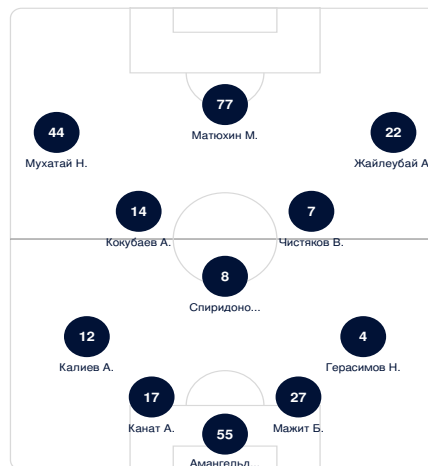 77
Матюхин М.
44
Мухатай Н.
22
Жайлеубай А
14
Кокубаев А.
7
Чистяков В.
8
Спиридоно...
12
Калиев А.
4
Герасимов Н.
17
Канат А.
27
Мажит Б.
55
Амангельд...